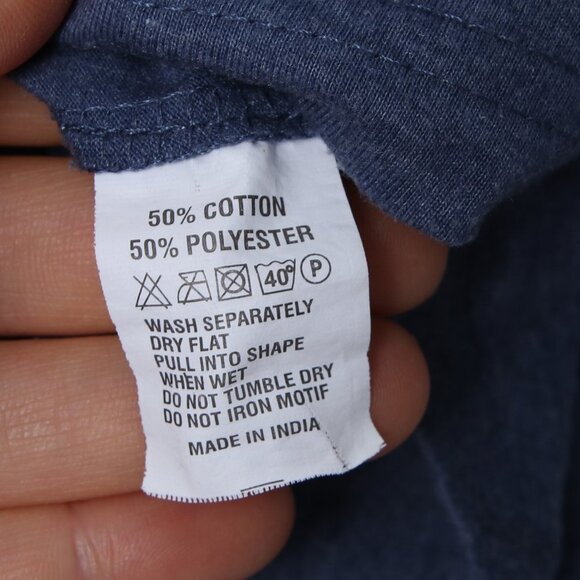 50% COTTON
50% POLYESTER
40° P
WASH SEPARATELY
DRY FLAT
PULL INTO SHAPE
WHEN WET
DO NOT TUMBLE DRY
DO NOT IRON MOTIF
MADE IN INDIA